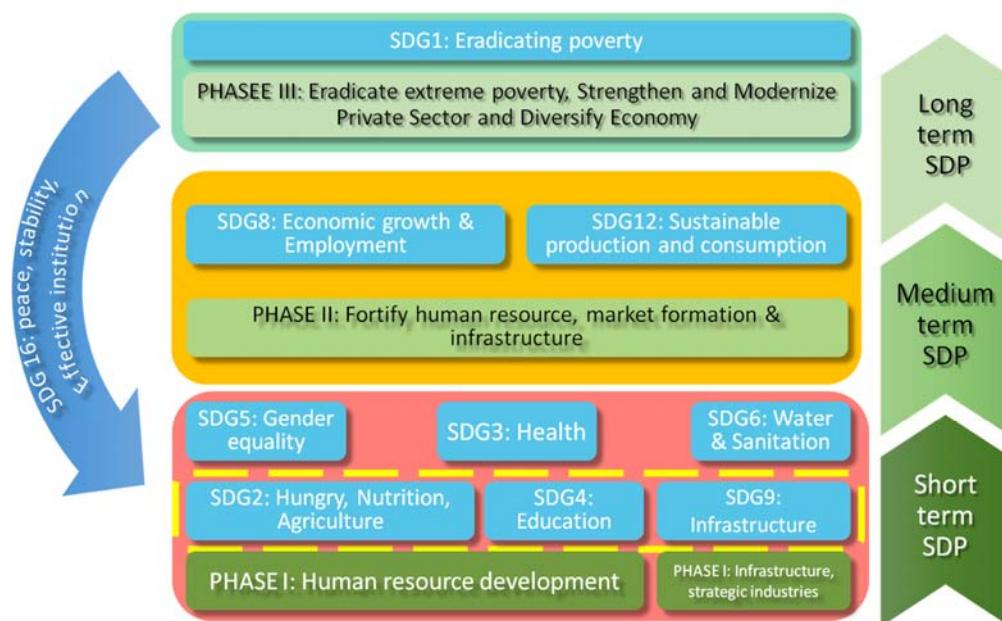 SDG1: Eradicating poverty
PHASEE III: Eradicate extreme poverty, Strengthen and Modernize
Private Sector and Diversify Economy
SDG8: Economic growth &
Employment
SDG12: Sustainable
production and consumption
PHASE II: Fortify human resource, market formation &
infrastructure
SDG5: Gender
equality
SDG3: Health
SDG6: Water
& Sanitation
SDG2: Hungry, Nutrition,
Agriculture
SDG4:
Education
SDG9:
Infrastructure
PHASE I: Human resource development
PHASE I: Infrastructure,
strategic industries
SDG 16: peace, stability,
Effective institution
Long
term
SDP
Medium
term
SDP
Short
term
SDP